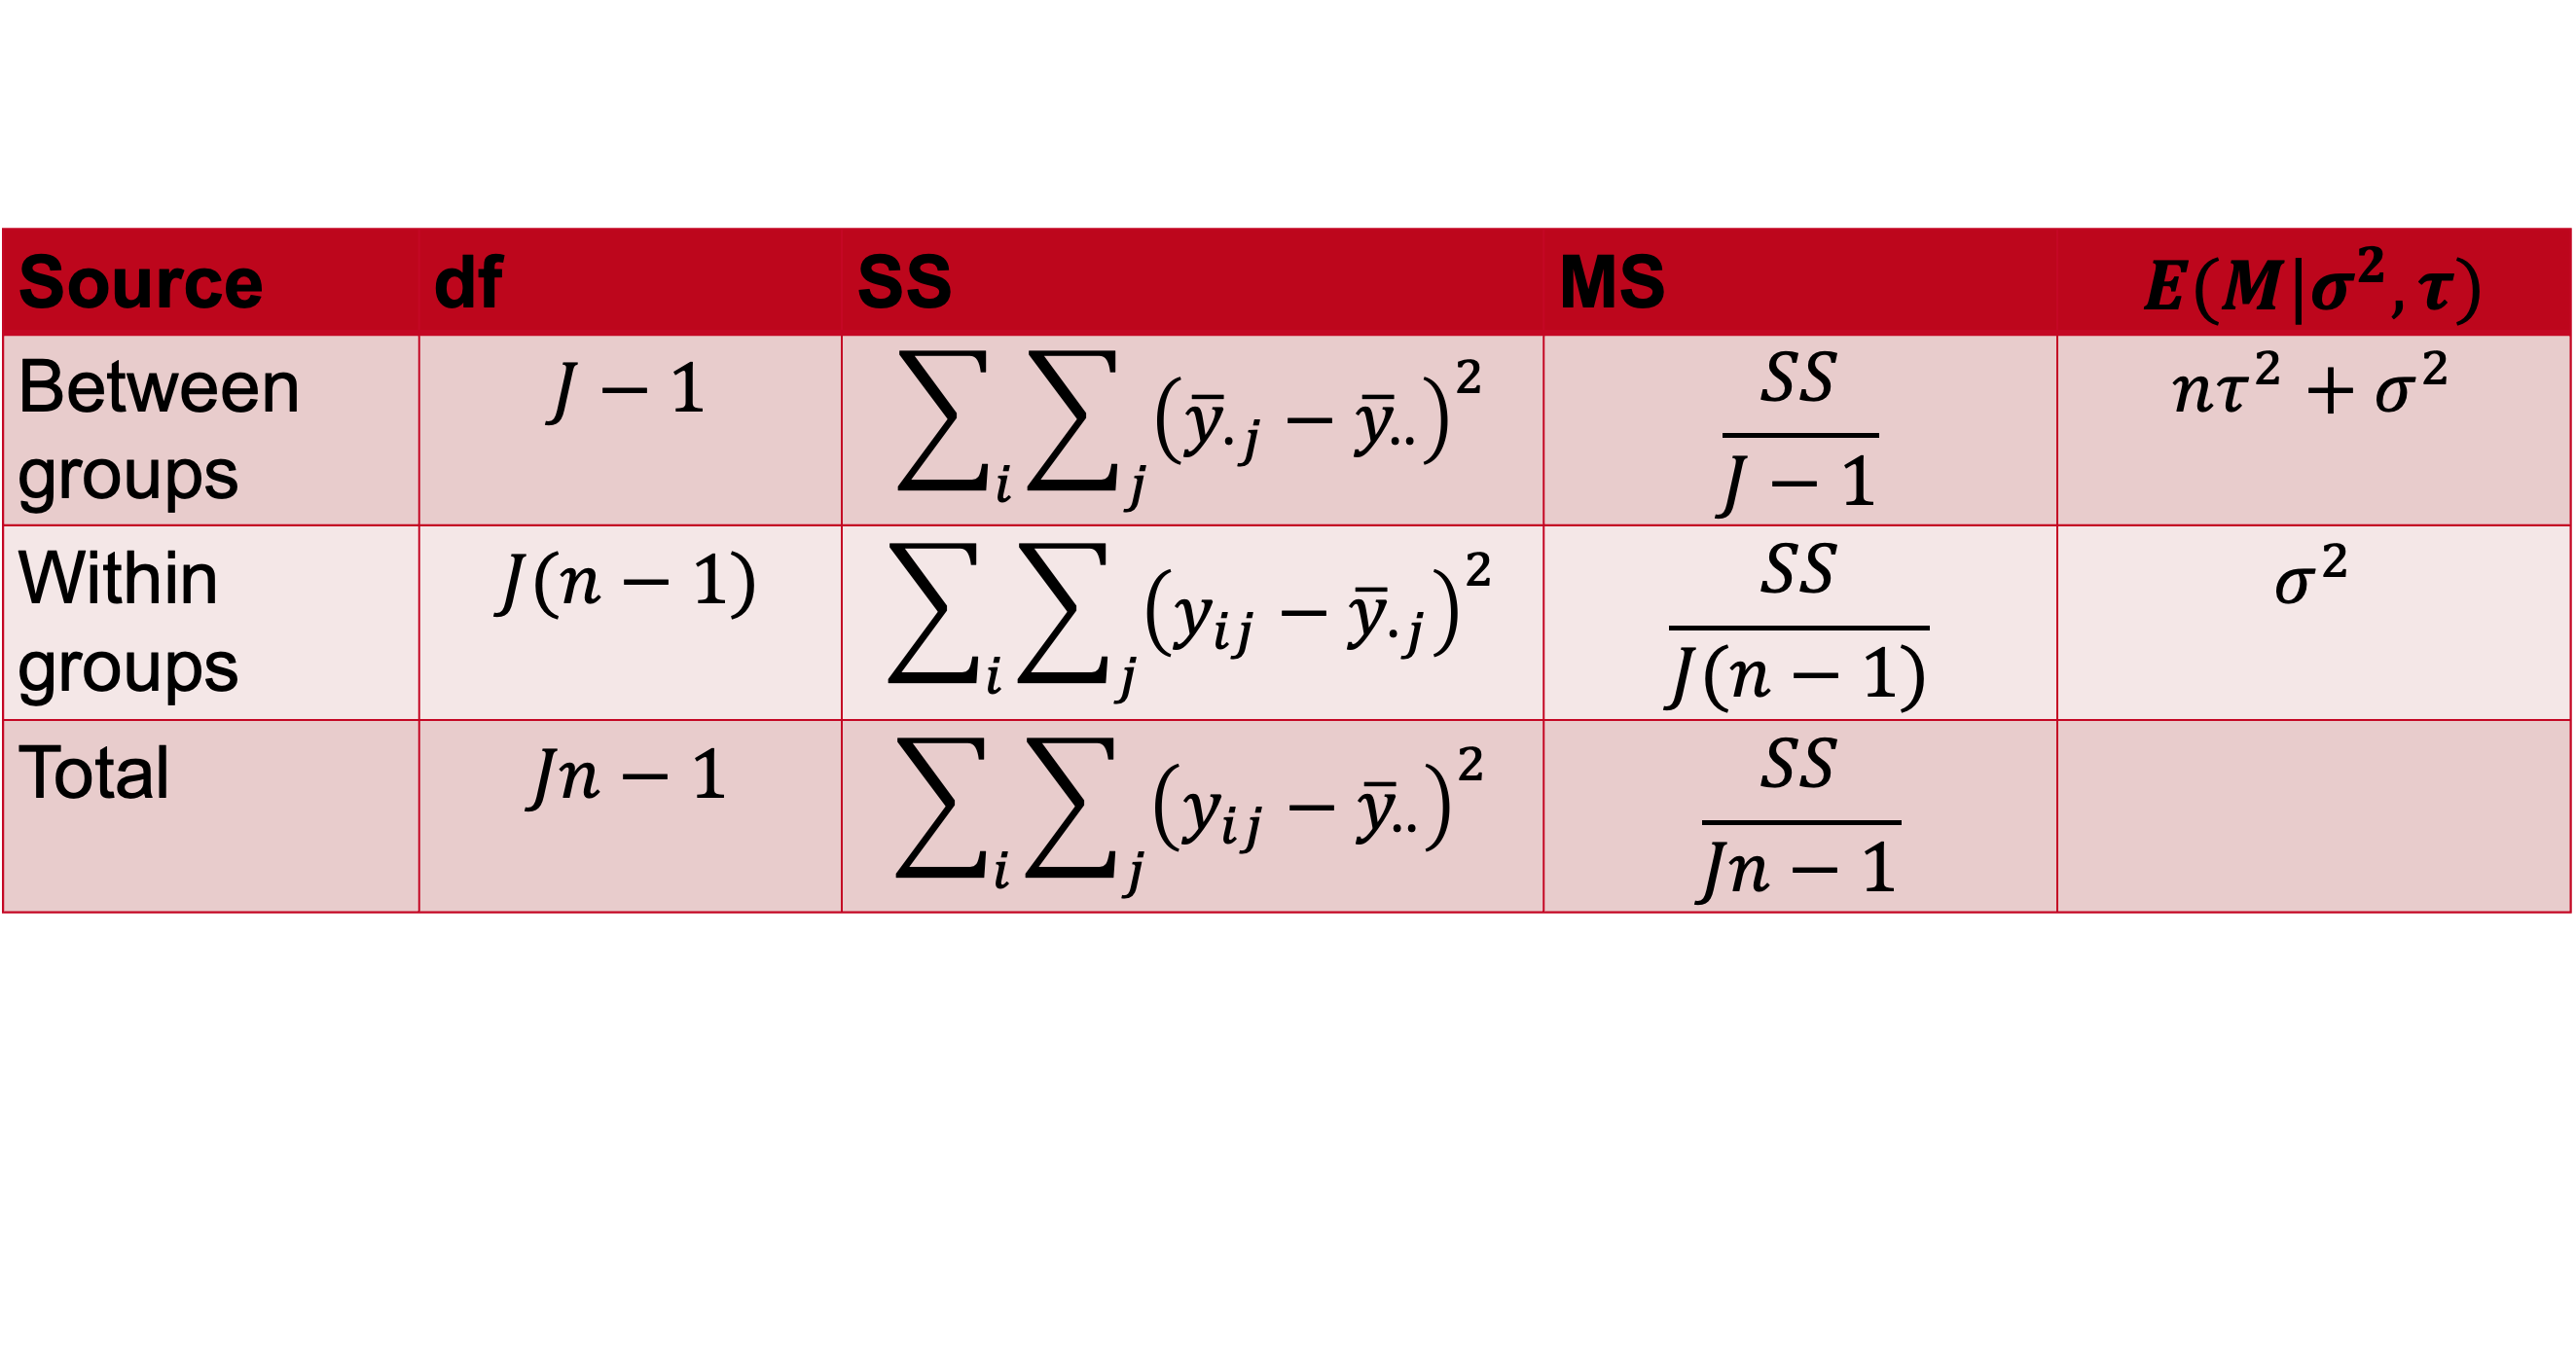 Source df SS MS E(M|σ², τ)
Between groups J − 1 ∑ᵢ ∑ⱼ (ȳ.ⱼ − ȳ..)² SS / J − 1 nτ² + σ²
Within groups J(n − 1) ∑ᵢ ∑ⱼ (yᵢⱼ − ȳ.ⱼ)² SS / J(n − 1) σ²
Total Jn − 1 ∑ᵢ ∑ⱼ (yᵢⱼ − ȳ..)² SS / Jn − 1